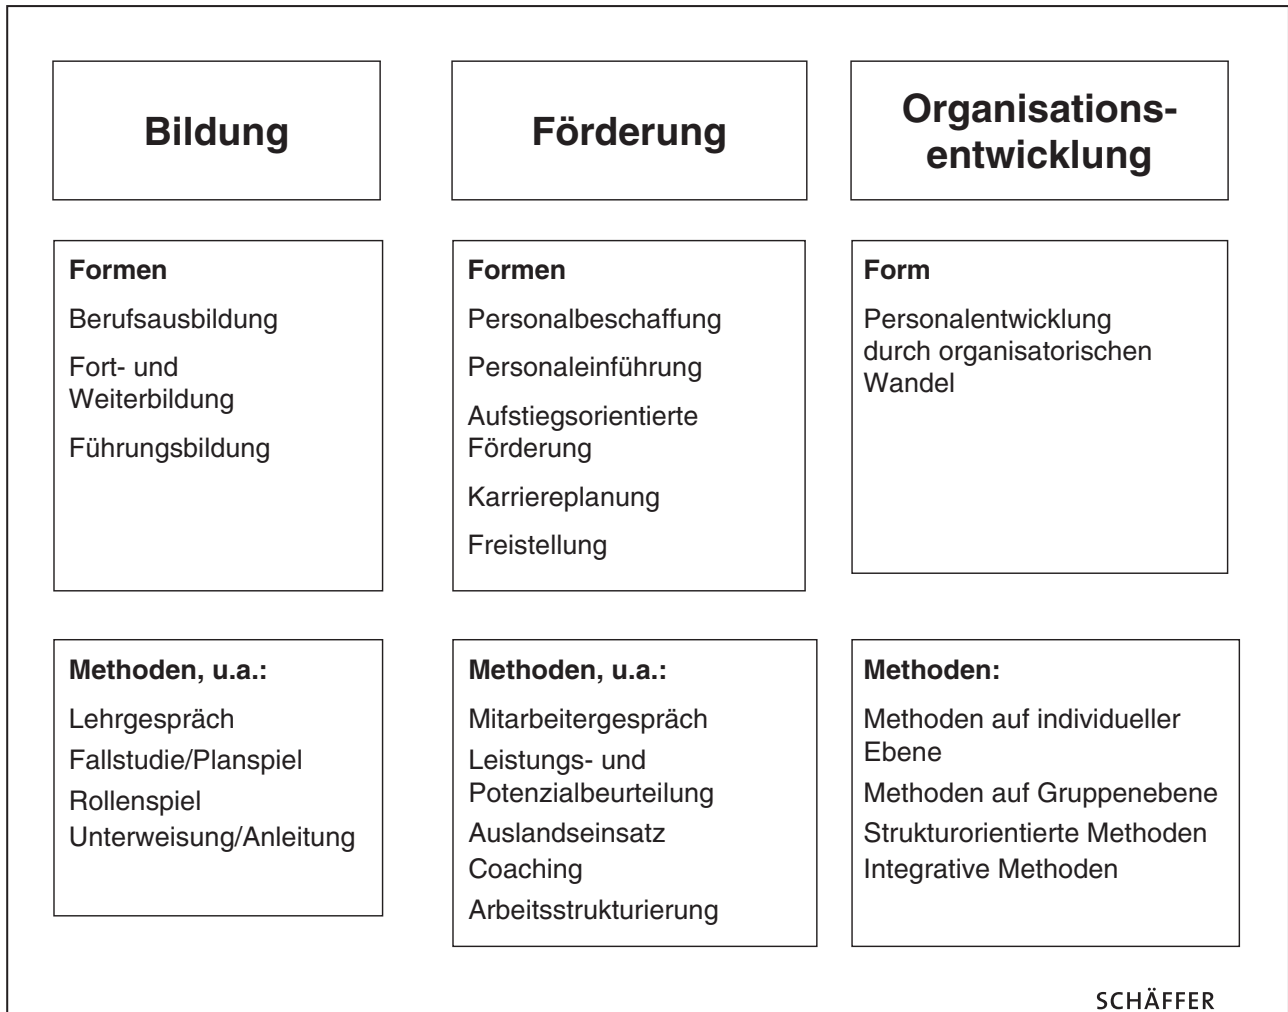 Bildung
Förderung
Organisations-
entwicklung
Formen
Berufsausbildung
Fort- und
Weiterbildung
Führungsbildung
Formen
Personalbeschaffung
Personaleinführung
Aufstiegsorientierte
Förderung
Karriereplanung
Freistellung
Form
Personalentwicklung
durch organisatorischen
Wandel
Methoden, u.a.:
Lehrgespräch
Fallstudie/Planspiel
Rollenspiel
Unterweisung/Anleitung
Methoden, u.a.:
Mitarbeitergespräch
Leistungs- und
Potenzialbeurteilung
Auslandseinsatz
Coaching
Arbeitsstrukturierung
Methoden:
Methoden auf individueller
Ebene
Methoden auf Gruppenebene
Strukturorientierte Methoden
Integrative Methoden
SCHÄFFER